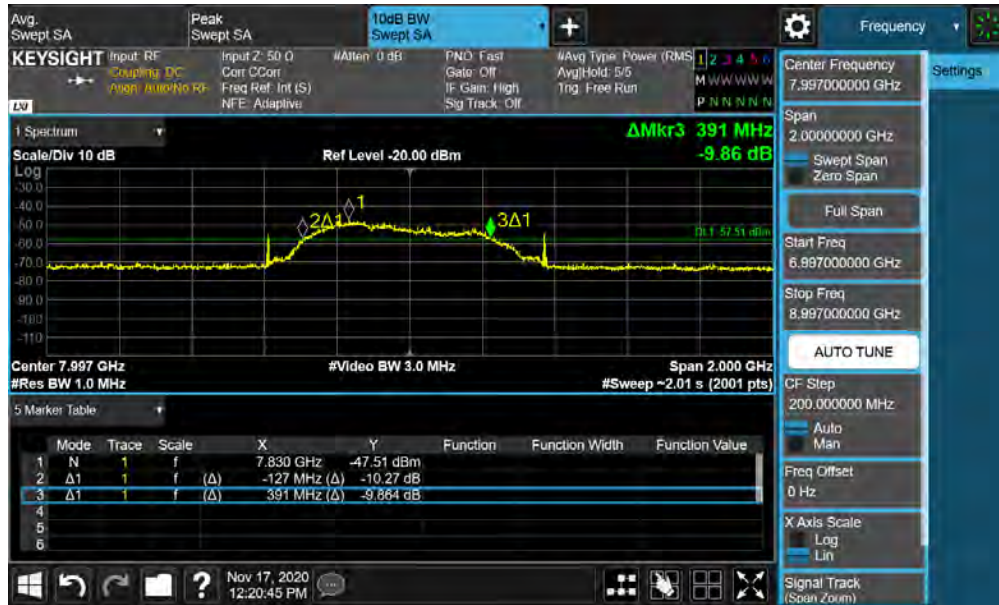 Avg.
Swept SA
Peak
Swept SA
10dB BW
Swept SA
Frequency
KEYSIGHT
Input: RF
Coupling: DC
Align: Auto/No RF
Input Z: 50 Ω
Corr CCorr
Freq Ref: Int (S)
NFE: Adaptive
#Atten: 0 dB
PNO: Fast
Gate: Off
IF Gain: High
Sig Track: Off
#Avg Type: Power (RMS
Avg|Hold: 5/5
Trig: Free Run
1 2 3 4 5 6
M W W W W W
P N N N N N
LXI
1 Spectrum
Scale/Div 10 dB
Ref Level -20.00 dBm
ΔMkr3 391 MHz
-9.86 dB
Log
-30.0
-40.0
-50.0
-60.0
-70.0
-80.0
-90.0
-100
-110
2Δ1
1
3Δ1
DL1 -57.51 dBm
Center 7.997 GHz
#Video BW 3.0 MHz
Span 2.000 GHz
#Res BW 1.0 MHz
#Sweep ~2.01 s (2001 pts)
5 Marker Table
Mode Trace Scale X Y Function Function Width Function Value
1 N 1 f 7.830 GHz -47.51 dBm
2 Δ1 1 f (Δ) -127 MHz (Δ) -10.27 dB
3 Δ1 1 f (Δ) 391 MHz (Δ) -9.864 dB
4
5
6
Nov 17, 2020
12:20:45 PM
Settings
Center Frequency
7.997000000 GHz
Span
2.00000000 GHz
Swept Span
Zero Span
Full Span
Start Freq
6.997000000 GHz
Stop Freq
8.997000000 GHz
AUTO TUNE
CF Step
200.000000 MHz
Auto
Man
Freq Offset
0 Hz
X Axis Scale
Log
Lin
Signal Track
(Span Zoom)